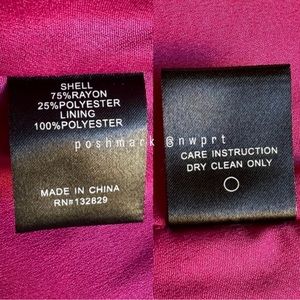 SHELL
75%RAYON
25%POLYESTER
LINING
100%POLYESTER
MADE IN CHINA
RN#132829
poshmark @nwprt
CARE INSTRUCTION
DRY CLEAN ONLY